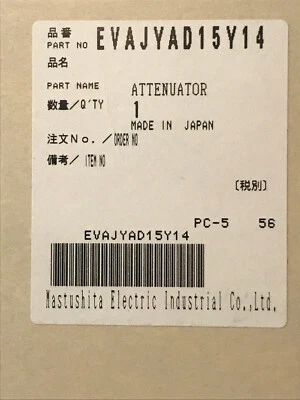 品番
PART NO EVAJYAD15Y14
品名
PART NAME ATTENUATOR
数量/Q'TY 1
MADE IN JAPAN
注文No./ORDER NO
備考/ITEM NO
[税別]
PC-5 56
EVAJYAD15Y14
Mastushita Electric Industrial Co.,Ltd.